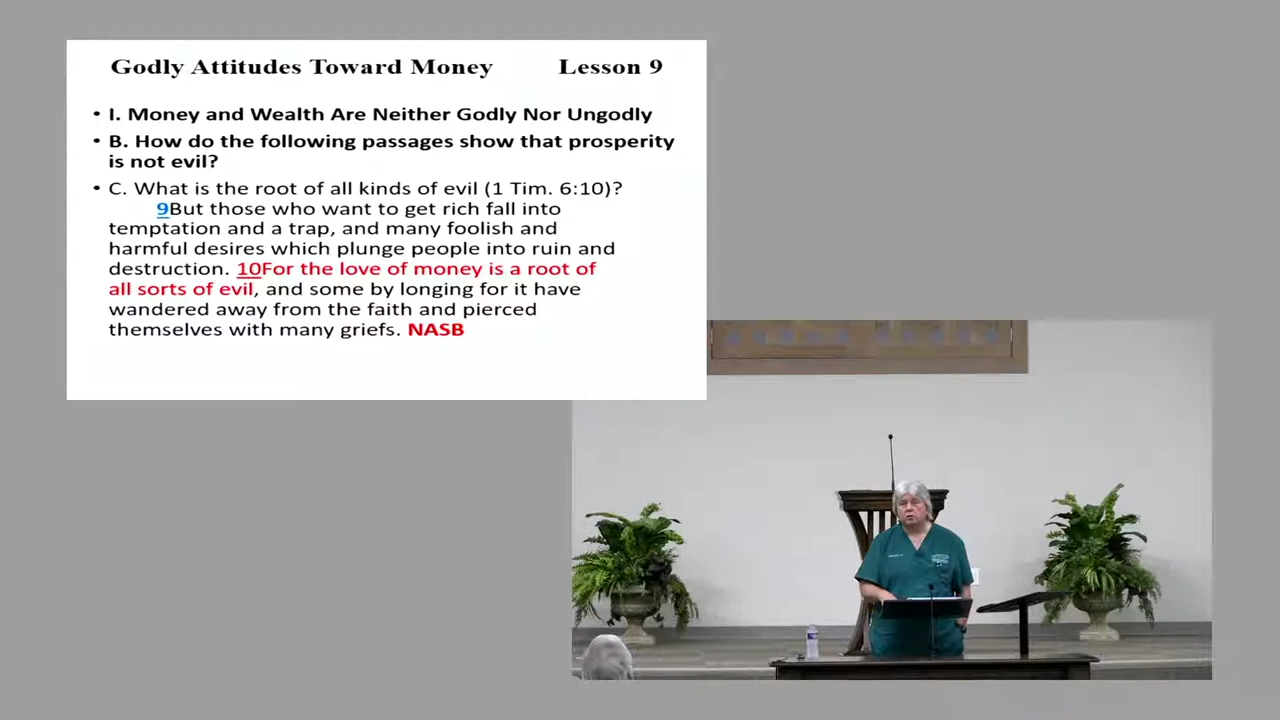 Godly Attitudes Toward Money Lesson 9
• I. Money and Wealth Are Neither Godly Nor Ungodly
• B. How do the following passages show that prosperity
is not evil?
• C. What is the root of all kinds of evil (1 Tim. 6:10)?
9But those who want to get rich fall into
temptation and a trap, and many foolish and
harmful desires which plunge people into ruin and
destruction. 10For the love of money is a root of
all sorts of evil, and some by longing for it have
wandered away from the faith and pierced
themselves with many griefs. NASB